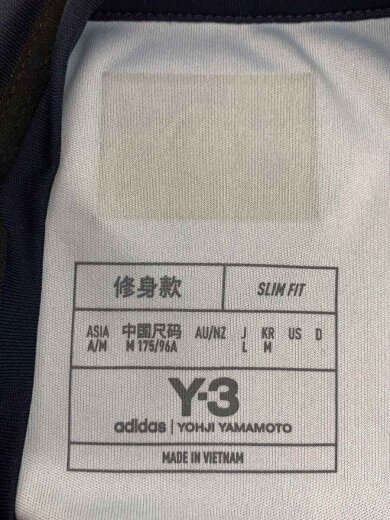 修身款 SLIM FIT
ASIA 中国尺码 AU/NZ J KR US D
A/M M 175/96A L M
Y-3
adidas | YOHJI YAMAMOTO
MADE IN VIETNAM